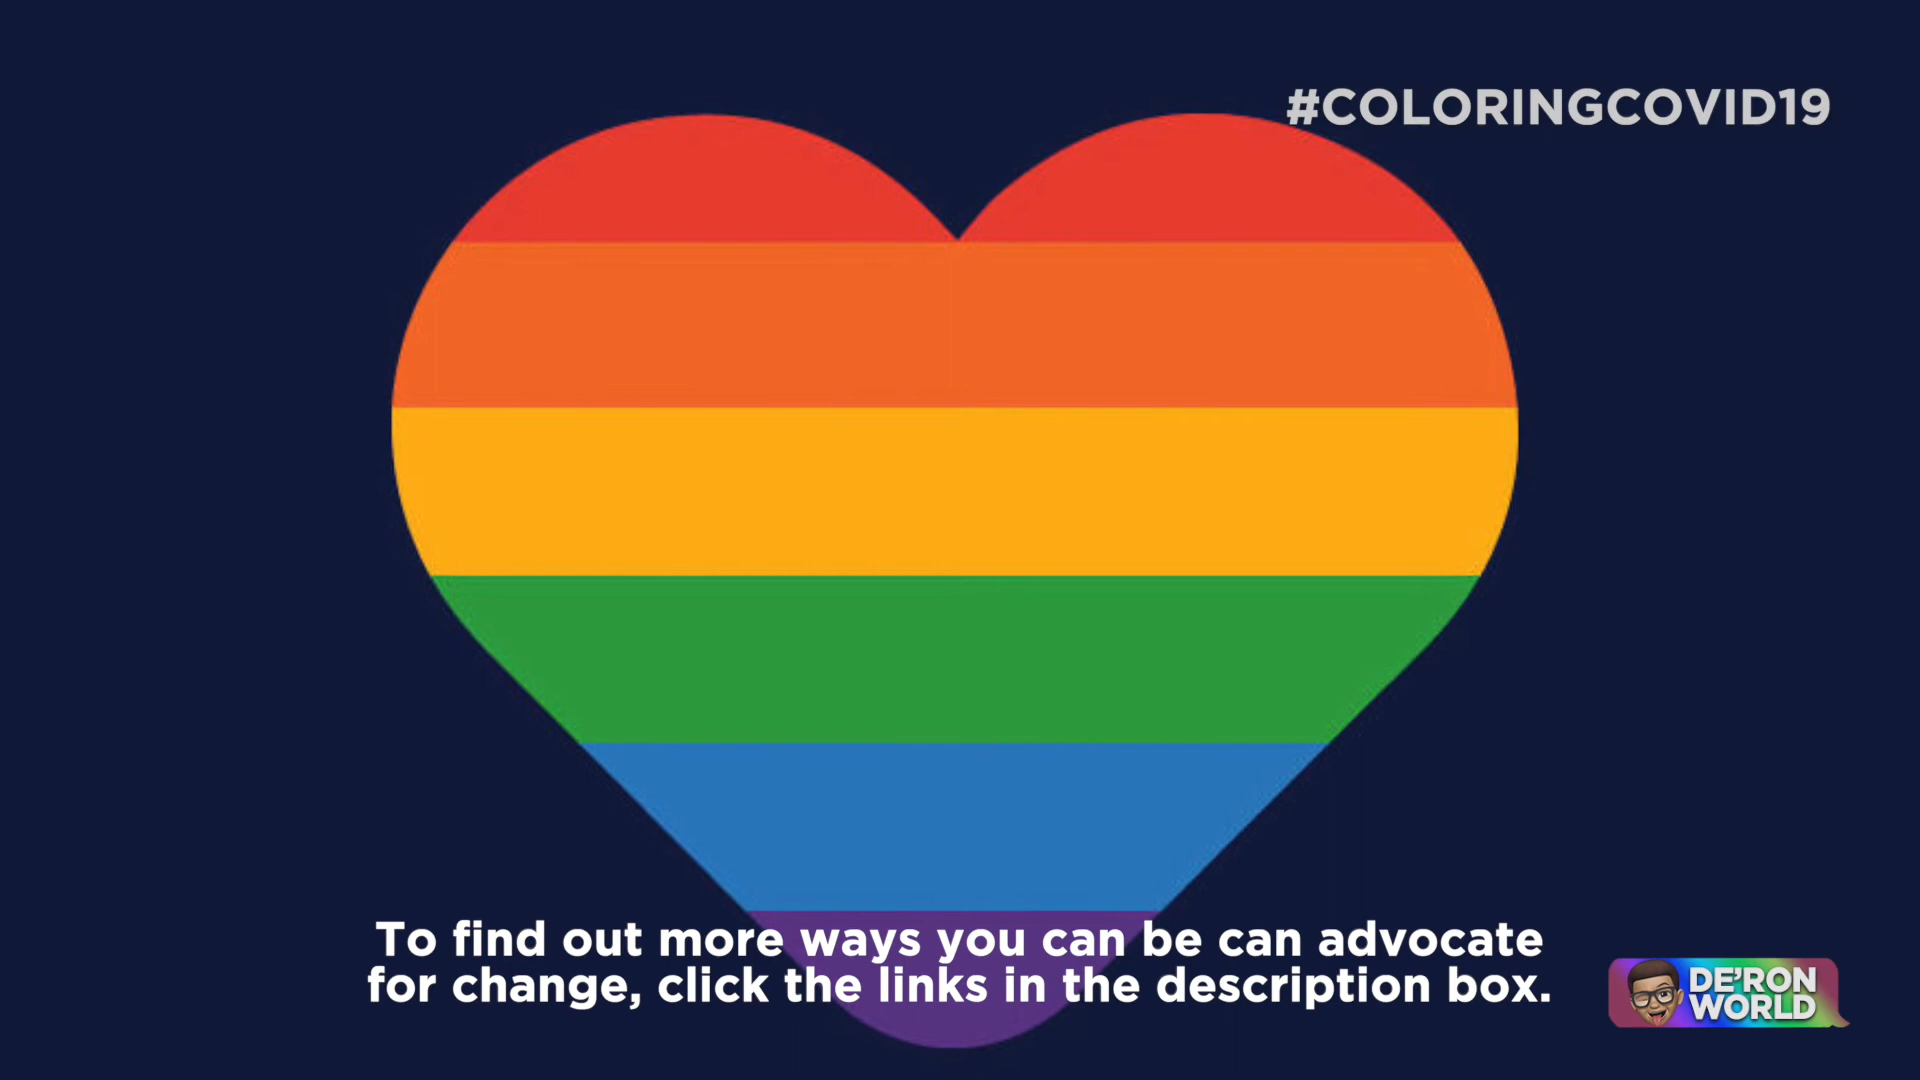 #COLORINGCOVID19
To find out more ways you can be can advocate
for change, click the links in the description box.
DE'RON
WORLD